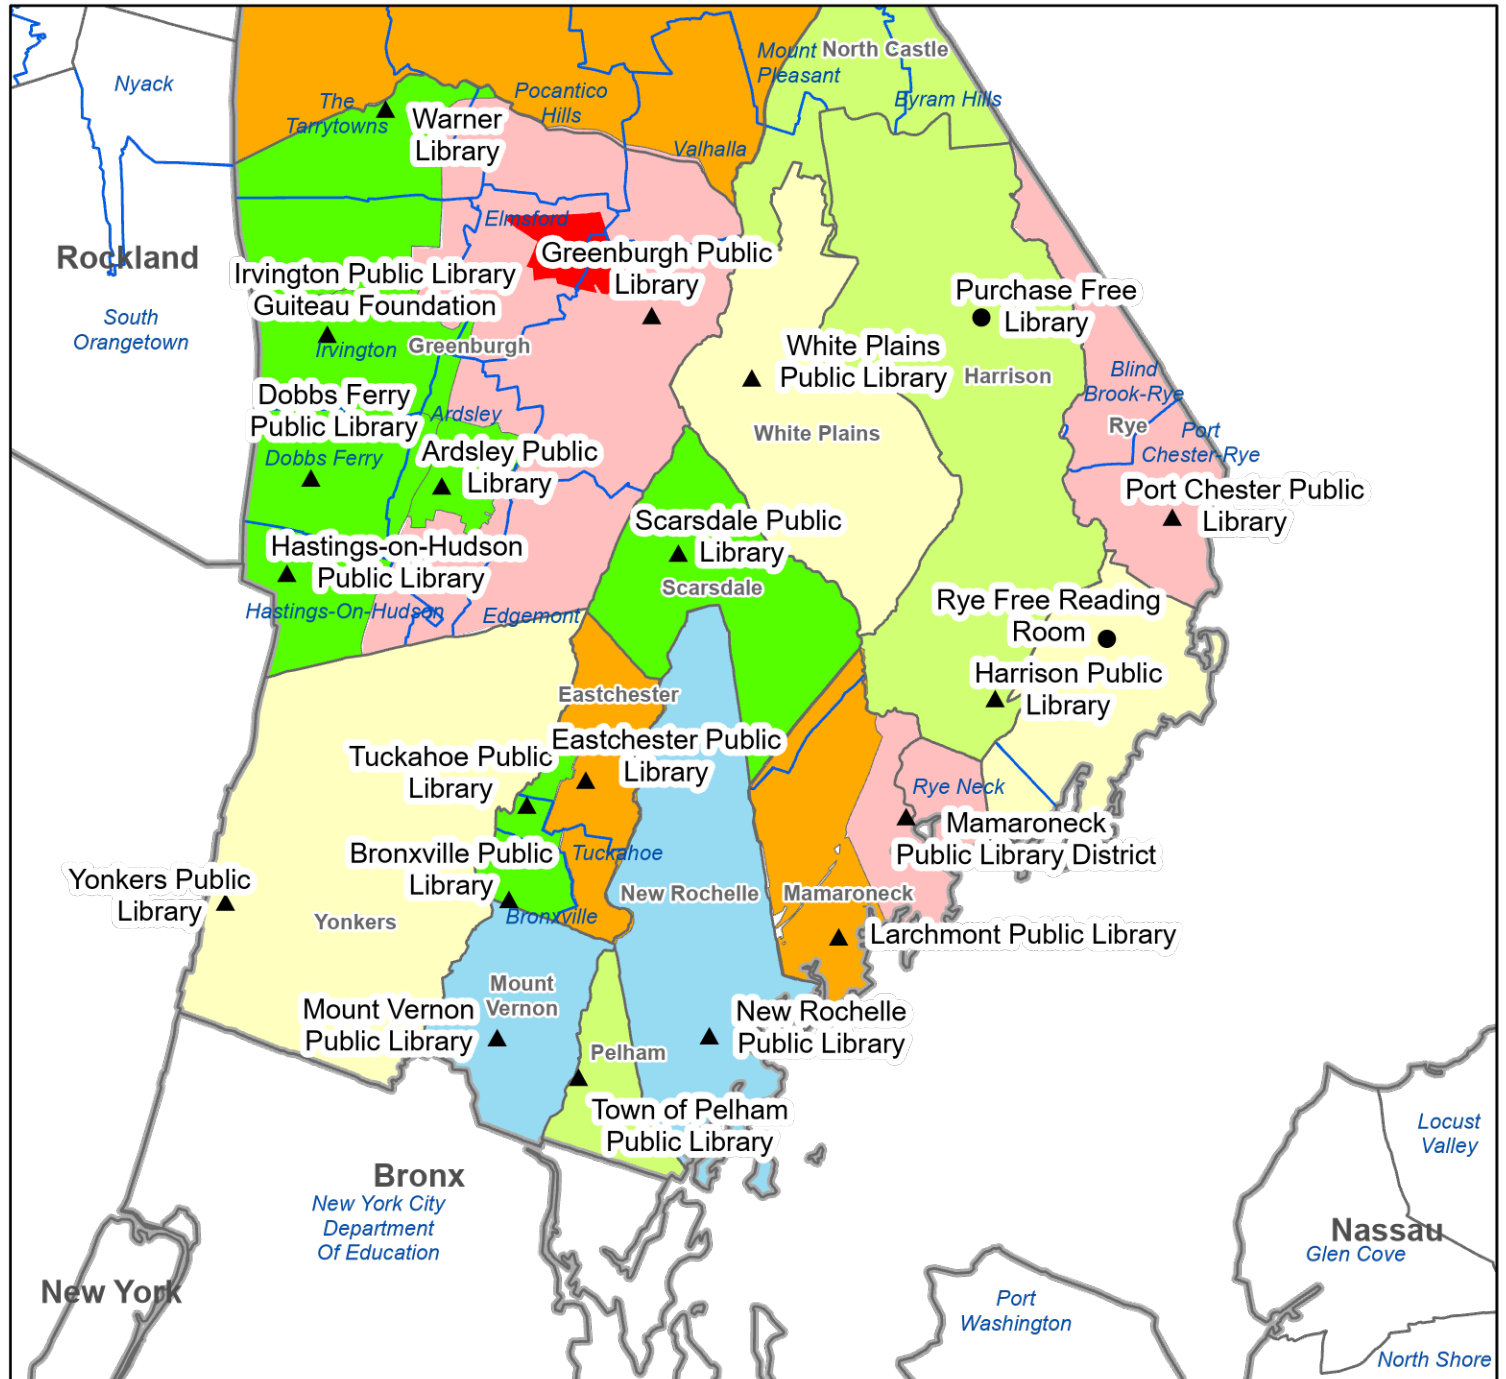 Mount
Pleasant
North Castle
Nyack
Pocantico
Hills
Byram Hills
The
Tarrytowns
Warner
Library
Valhalla
Elmsford
Rockland
Greenburgh Public
Library
Irvington Public Library
Guiteau Foundation
Purchase Free
Library
South
Orangetown
Irvington
Greenburgh
White Plains
Public Library
Harrison
Blind
Brook-Rye
Dobbs Ferry
Public Library
Ardsley
White Plains
Rye
Port
Chester-Rye
Dobbs Ferry
Ardsley Public
Library
Port Chester Public
Library
Scarsdale Public
Library
Hastings-on-Hudson
Public Library
Scarsdale
Hastings-On-Hudson
Edgemont
Rye Free Reading
Room
Harrison Public
Library
Eastchester
Eastchester Public
Library
Tuckahoe Public
Library
Rye Neck
Mamaroneck
Public Library District
Tuckahoe
Bronxville Public
Library
Yonkers Public
Library
New Rochelle
Mamaroneck
Bronxville
Yonkers
Larchmont Public Library
Mount
Vernon
Mount Vernon
Public Library
New Rochelle
Public Library
Pelham
Town of Pelham
Public Library
Locust
Valley
Bronx
New York City
Department
Of Education
Nassau
Glen Cove
New York
Port
Washington
North Shore